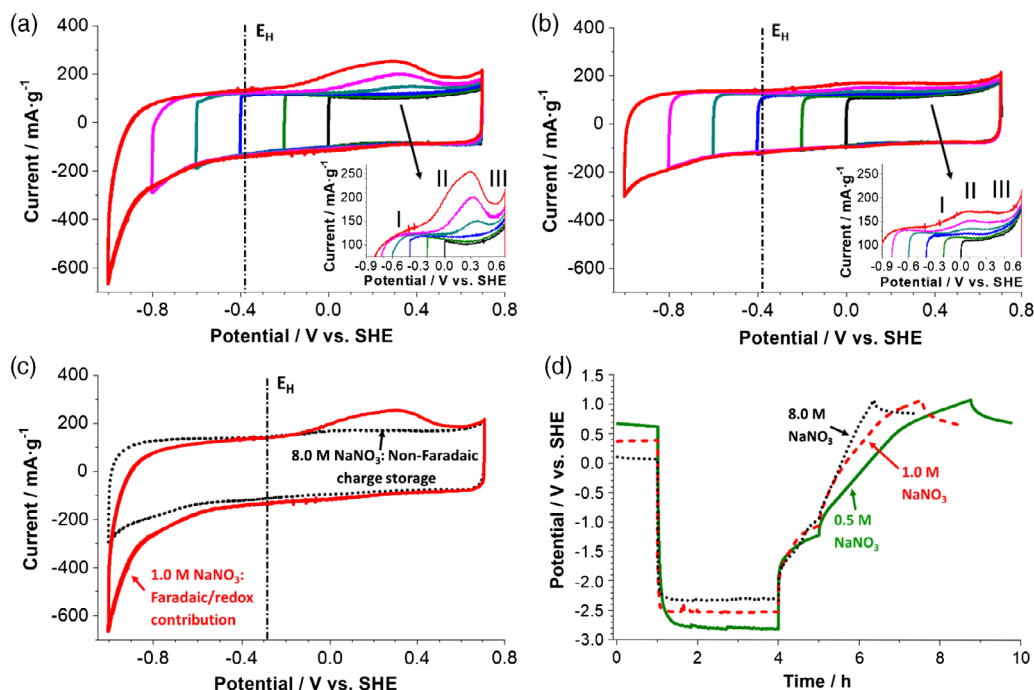 (a)
400
200
0
-200
-400
-600
Current / mA·g⁻¹
-0.8
-0.4
0.0
0.4
0.8
Potential / V vs. SHE
E_H
250
200
150
100
Current / mA·g⁻¹
I
II
III
-0.9 -0.6 -0.3 0.0 0.3 0.6
Potential / V vs. SHE
(b)
400
200
0
-200
-400
-600
Current / mA·g⁻¹
-0.8
-0.4
0.0
0.4
0.8
Potential / V vs. SHE
E_H
250
200
150
100
Current / mA·g⁻¹
I
II
III
-0.9 -0.6 -0.3 0.0 0.3 0.6
Potential / V vs. SHE
(c)
400
200
0
-200
-400
-600
Current / mA·g⁻¹
-0.8
-0.4
0.0
0.4
0.8
Potential / V vs. SHE
E_H
8.0 M NaNO₃: Non-Faradaic
charge storage
1.0 M NaNO₃:
Faradaic/redox
contribution
(d)
1.5
1.0
0.5
0.0
-0.5
-1.0
-1.5
-2.0
-2.5
-3.0
Potential / V vs. SHE
0
2
4
6
8
10
Time / h
8.0 M
NaNO₃
1.0 M
NaNO₃
0.5 M
NaNO₃